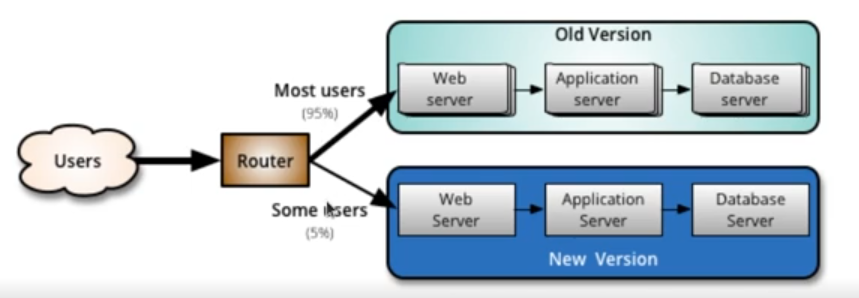 Old Version
Web
server
Application
server
Database
server
Most users
(95%)
Users
Router
Some users
(5%)
Web
Server
Application
Server
Database
Server
New Version